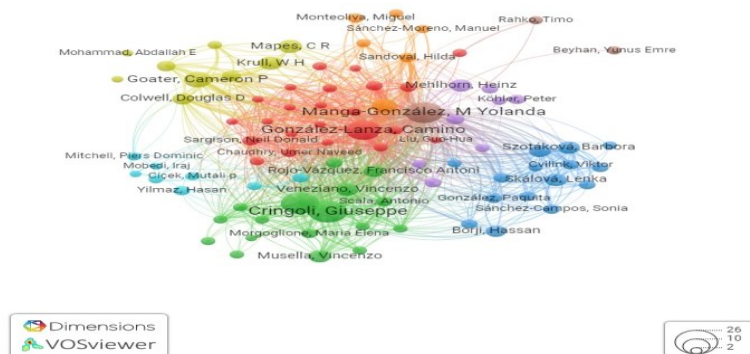 Monteoliva, Miguel
Rahko, Timo
Sánchez-Moreno, Manuel
Mohammad, Abdallah E
Mapes, C R
Beyhan, Yunus Emre
Krull, W H
Sandoval, Hilda
Goater, Cameron P
Mehlhorn, Heinz
Colwell, Douglas D
Köhler, Peter
Manga-González, M Yolanda
González-Lanza, Camino
Sargison, Neil Donald
Liu, Guo-Hua
Szotáková, Barbora
Mitchell, Piers Dominic
Chaudhry, Umer Naveed
Mobedi, Iraj
Rojo-Vázquez, Francisco Antoni
Cvilink, Viktor
Çiçek, Mutalip
Skálová, Lenka
Yilmaz, Hasan
Veneziano, Vincenzo
Scala, Antonio
González, Paquita
Cringoli, Giuseppe
Sánchez-Campos, Sonia
Morgoglione, Maria Elena
Borji, Hassan
Musella, Vincenzo
Dimensions
VOSviewer
26
10
2